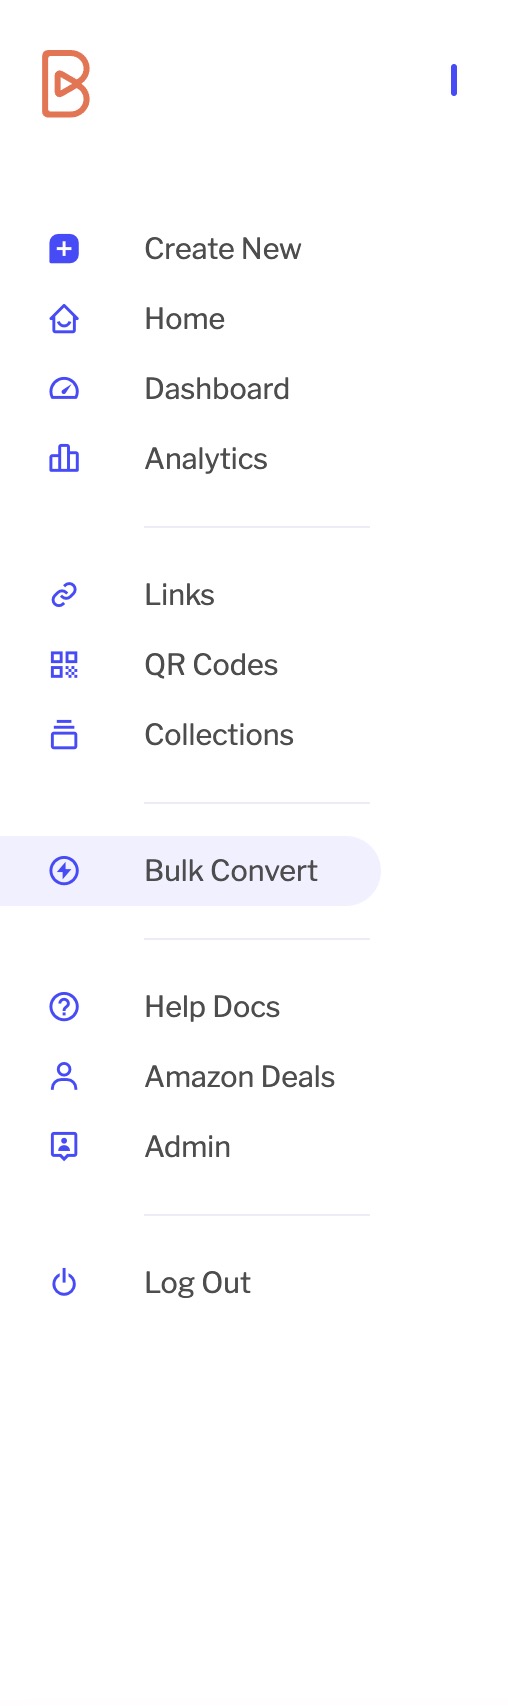 Create New
Home
Dashboard
Analytics
Links
QR Codes
Collections
Bulk Convert
Help Docs
Amazon Deals
Admin
Log Out